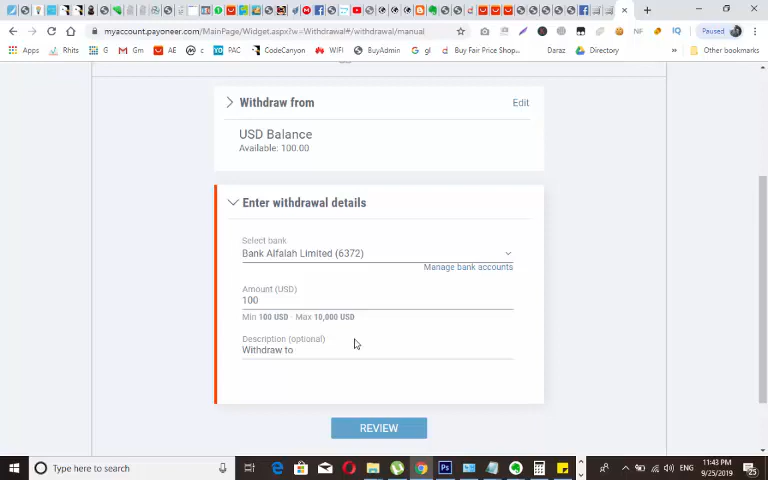 Paused
myaccount.payoneer.com/MainPage/Widget.aspx?w=Withdrawal#/withdrawal/manual
Apps
Rhits
G
Gm
AE
c
PAC
CodeCanyon
WiFi
BuyAdmin
gl
Buy Fair Price Shop...
Daraz
Directory
»
Other bookmarks
Withdraw from
Edit
USD Balance
Available: 100.00
Enter withdrawal details
Select bank
Bank Alfalah Limited (6372)
Manage bank accounts
Amount (USD)
100
Min 100 USD - Max 10,000 USD
Description (optional)
Withdraw to
REVIEW
Type here to search
ENG
11:43 PM
9/25/2019
25